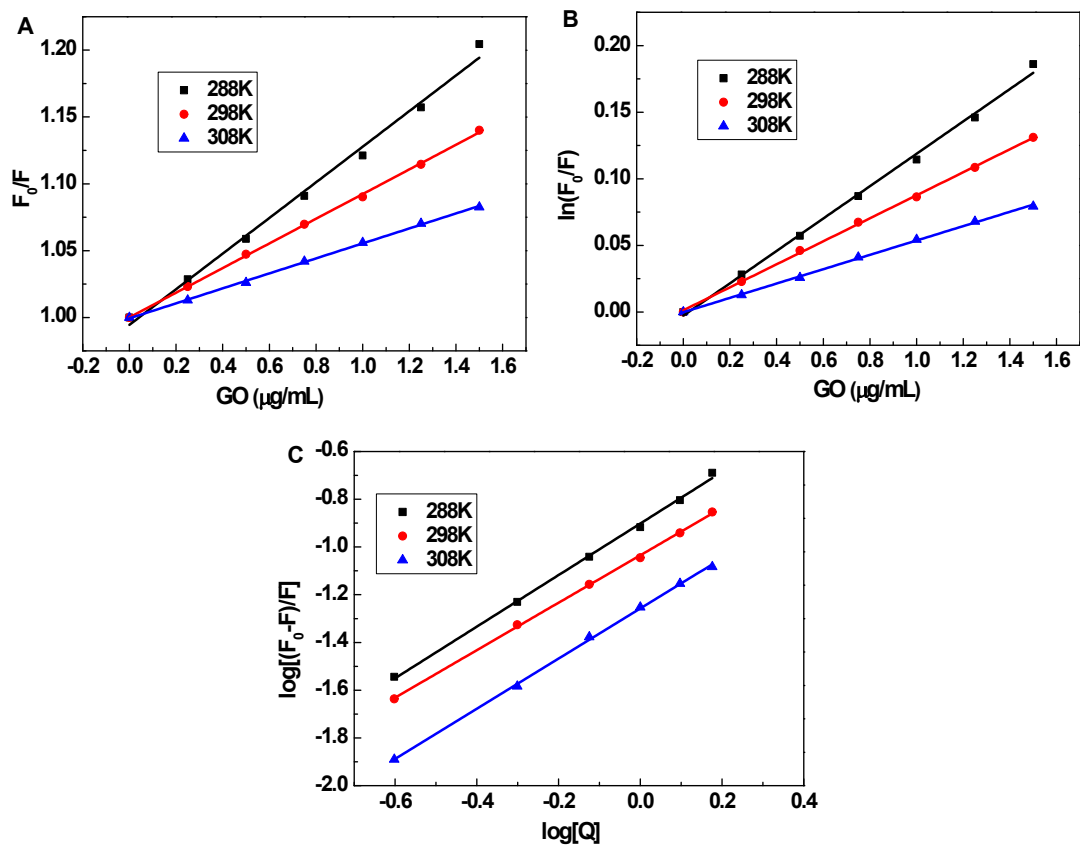 A
F₀/F
1.20
1.15
1.10
1.05
1.00
288K
298K
308K
-0.2 0.0 0.2 0.4 0.6 0.8 1.0 1.2 1.4 1.6
GO (μg/mL)
B
ln(F₀/F)
0.20
0.15
0.10
0.05
0.00
288K
298K
308K
-0.2 0.0 0.2 0.4 0.6 0.8 1.0 1.2 1.4 1.6
GO (μg/mL)
C
log[(F₀-F)/F]
-0.6
-0.8
-1.0
-1.2
-1.4
-1.6
-1.8
-2.0
288K
298K
308K
-0.6 -0.4 -0.2 0.0 0.2 0.4
log[Q]